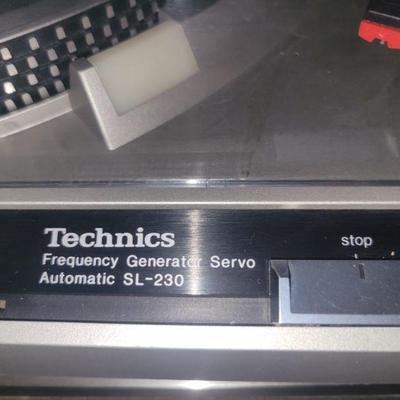 Technics
stop
Frequency Generator Servo
Automatic SL-230